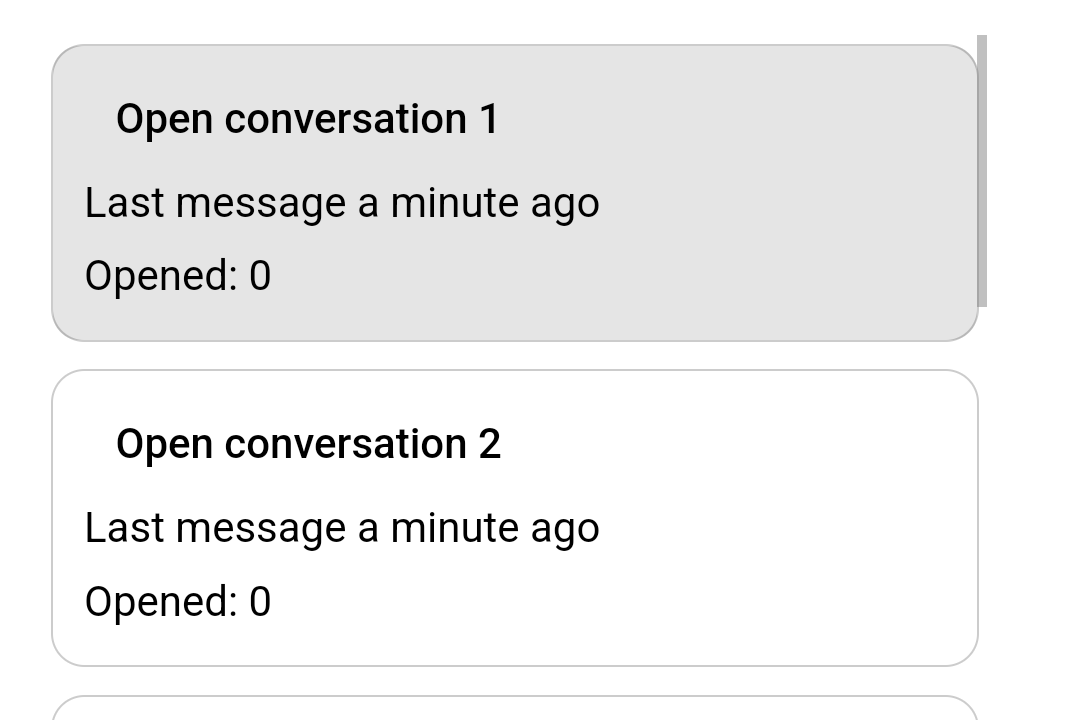 Open conversation 1
Last message a minute ago
Opened: 0
Open conversation 2
Last message a minute ago
Opened: 0